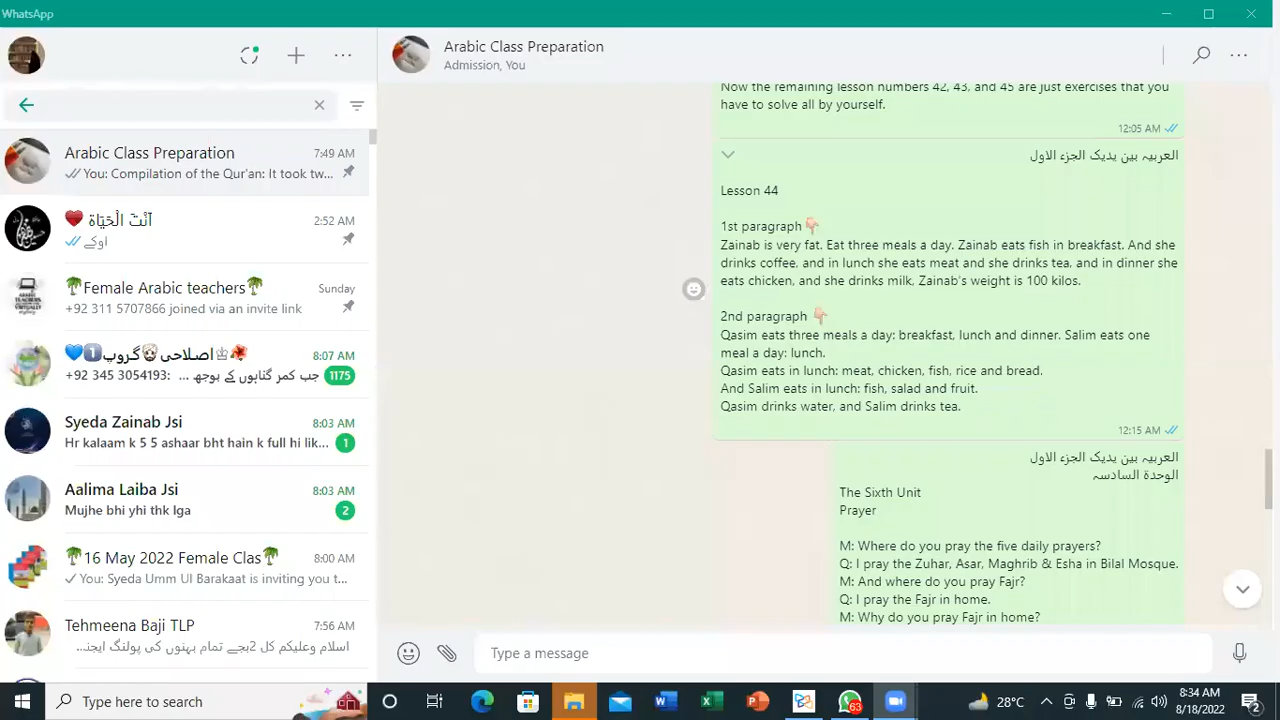 WhatsApp
Arabic Class Preparation
7:49 AM
You: Compilation of the Qur'an: It took tw...
2:52 AM
اوکے
Female Arabic teachers
Sunday
+92 311 5707866 joined via an invite link
اصلاحی گروپ
8:07 AM
+92 345 3054193: جب کمر گناہوں کے بوجھ ...
1175
Syeda Zainab Jsi
8:03 AM
Hr kalaam k 5 5 ashaar bht hain k full hi lik...
1
Aalima Laiba Jsi
8:03 AM
Mujhe bhi yhi thk lga
2
16 May 2022 Female Clas
8:00 AM
You: Syeda Umm Ul Barakaat is inviting you t...
Tehmeena Baji TLP
7:56 AM
اسلام وعلیکم کل 2بجے تمام بہنوں کی پولنگ ایجنـ...
Arabic Class Preparation
Admission, You
Now the remaining lesson numbers 42, 43, and 45 are just exercises that you
have to solve all by yourself.
12:05 AM
العربیہ بین یدیک الجزء الاول
Lesson 44
1st paragraph👇🏻
Zainab is very fat. Eat three meals a day. Zainab eats fish in breakfast. And she
drinks coffee, and in lunch she eats meat and she drinks tea, and in dinner she
eats chicken, and she drinks milk, Zainab's weight is 100 kilos.
2nd paragraph 👇🏻
Qasim eats three meals a day: breakfast, lunch and dinner. Salim eats one
meal a day: lunch.
Qasim eats in lunch: meat, chicken, fish, rice and bread.
And Salim eats in lunch: fish, salad and fruit.
Qasim drinks water, and Salim drinks tea.
12:15 AM
العربیہ بین یدیک الجزء الاول
الوحدة السادسہ
The Sixth Unit
Prayer
M: Where do you pray the five daily prayers?
Q: I pray the Zuhar, Asar, Maghrib & Esha in Bilal Mosque.
M: And where do you pray Fajr?
Q: I pray the Fajr in home.
M: Why do you pray Fajr in home?
Type a message
Type here to search
63
28°C
8:34 AM
8/18/2022
2